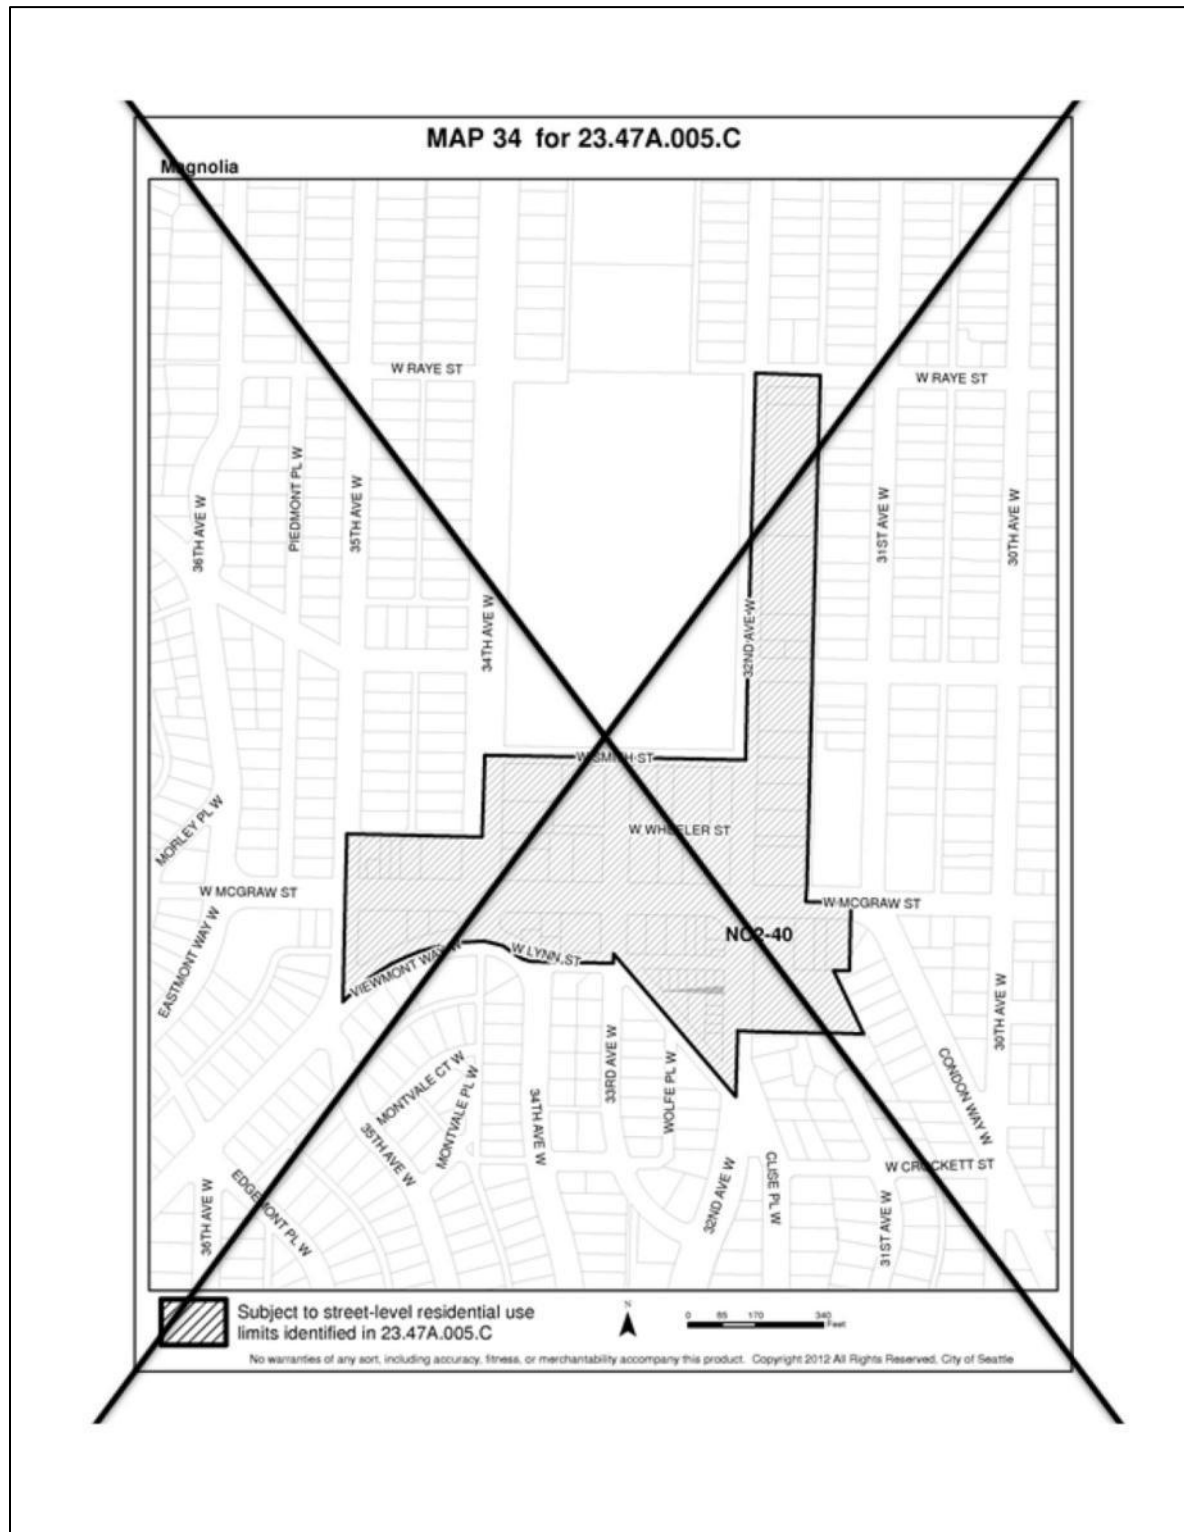 MAP 34 for 23.47A.005.C
Magnolia
W RAYE ST
W RAYE ST
36TH AVE W
PIEDMONT PL W
35TH AVE W
34TH AVE W
32ND AVE W
31ST AVE W
30TH AVE W
W SMITH ST
W WHEELER ST
MORLEY PL W
W MCGRAW ST
W MCGRAW ST
EASTMONT WAY W
VIEWMONT WAY W
W LYNN ST
NC2-40
30TH AVE W
33RD AVE W
WOLFE PL W
MONTVALE CT W
MONTVALE PL W
34TH AVE W
35TH AVE W
CONDON WAY W
W CROCKETT ST
36TH AVE W
EDGEMONT PL W
32ND AVE W
CLISE PL W
31ST AVE W
Subject to street-level residential use
limits identified in 23.47A.005.C
N
0 85 170 340
Feet
No warranties of any sort, including accuracy, fitness, or merchantability accompany this product. Copyright 2012 All Rights Reserved, City of Seattle